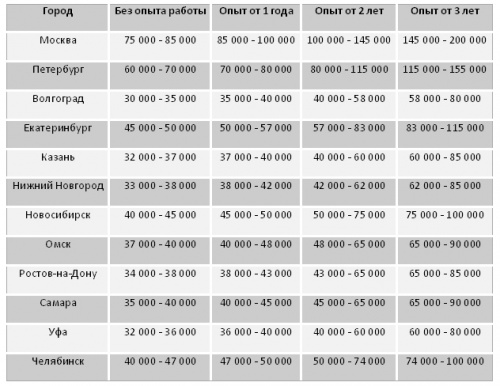 Город Без опыта работы Опыт от 1 года Опыт от 2 лет Опыт от 3 лет
Москва 75 000 - 85 000 85 000 - 100 000 100 000 - 145 000 145 000 - 200 000
Петербург 60 000 - 70 000 70 000 - 80 000 80 000 - 115 000 115 000 - 155 000
Волгоград 30 000 - 35 000 35 000 - 40 000 40 000 - 58 000 58 000 - 80 000
Екатеринбург 45 000 - 50 000 50 000 - 57 000 57 000 - 83 000 83 000 - 115 000
Казань 32 000 - 37 000 37 000 - 40 000 40 000 - 60 000 60 000 - 85 000
Нижний Новгород 33 000 - 38 000 38 000 - 42 000 42 000 - 62 000 62 000 - 85 000
Новосибирск 40 000 - 45 000 45 000 - 50 000 50 000 - 75 000 75 000 - 100 000
Омск 37 000 - 40 000 40 000 - 48 000 48 000 - 65 000 65 000 - 90 000
Ростов-на-Дону 34 000 - 38 000 38 000 - 43 000 43 000 - 65 000 65 000 - 85 000
Самара 35 000 - 40 000 40 000 - 45 000 45 000 - 65 000 65 000 - 90 000
Уфа 32 000 - 36 000 36 000 - 40 000 40 000 - 60 000 60 000 - 80 000
Челябинск 40 000 - 47 000 47 000 - 50 000 50 000 - 74 000 74 000 - 100 000